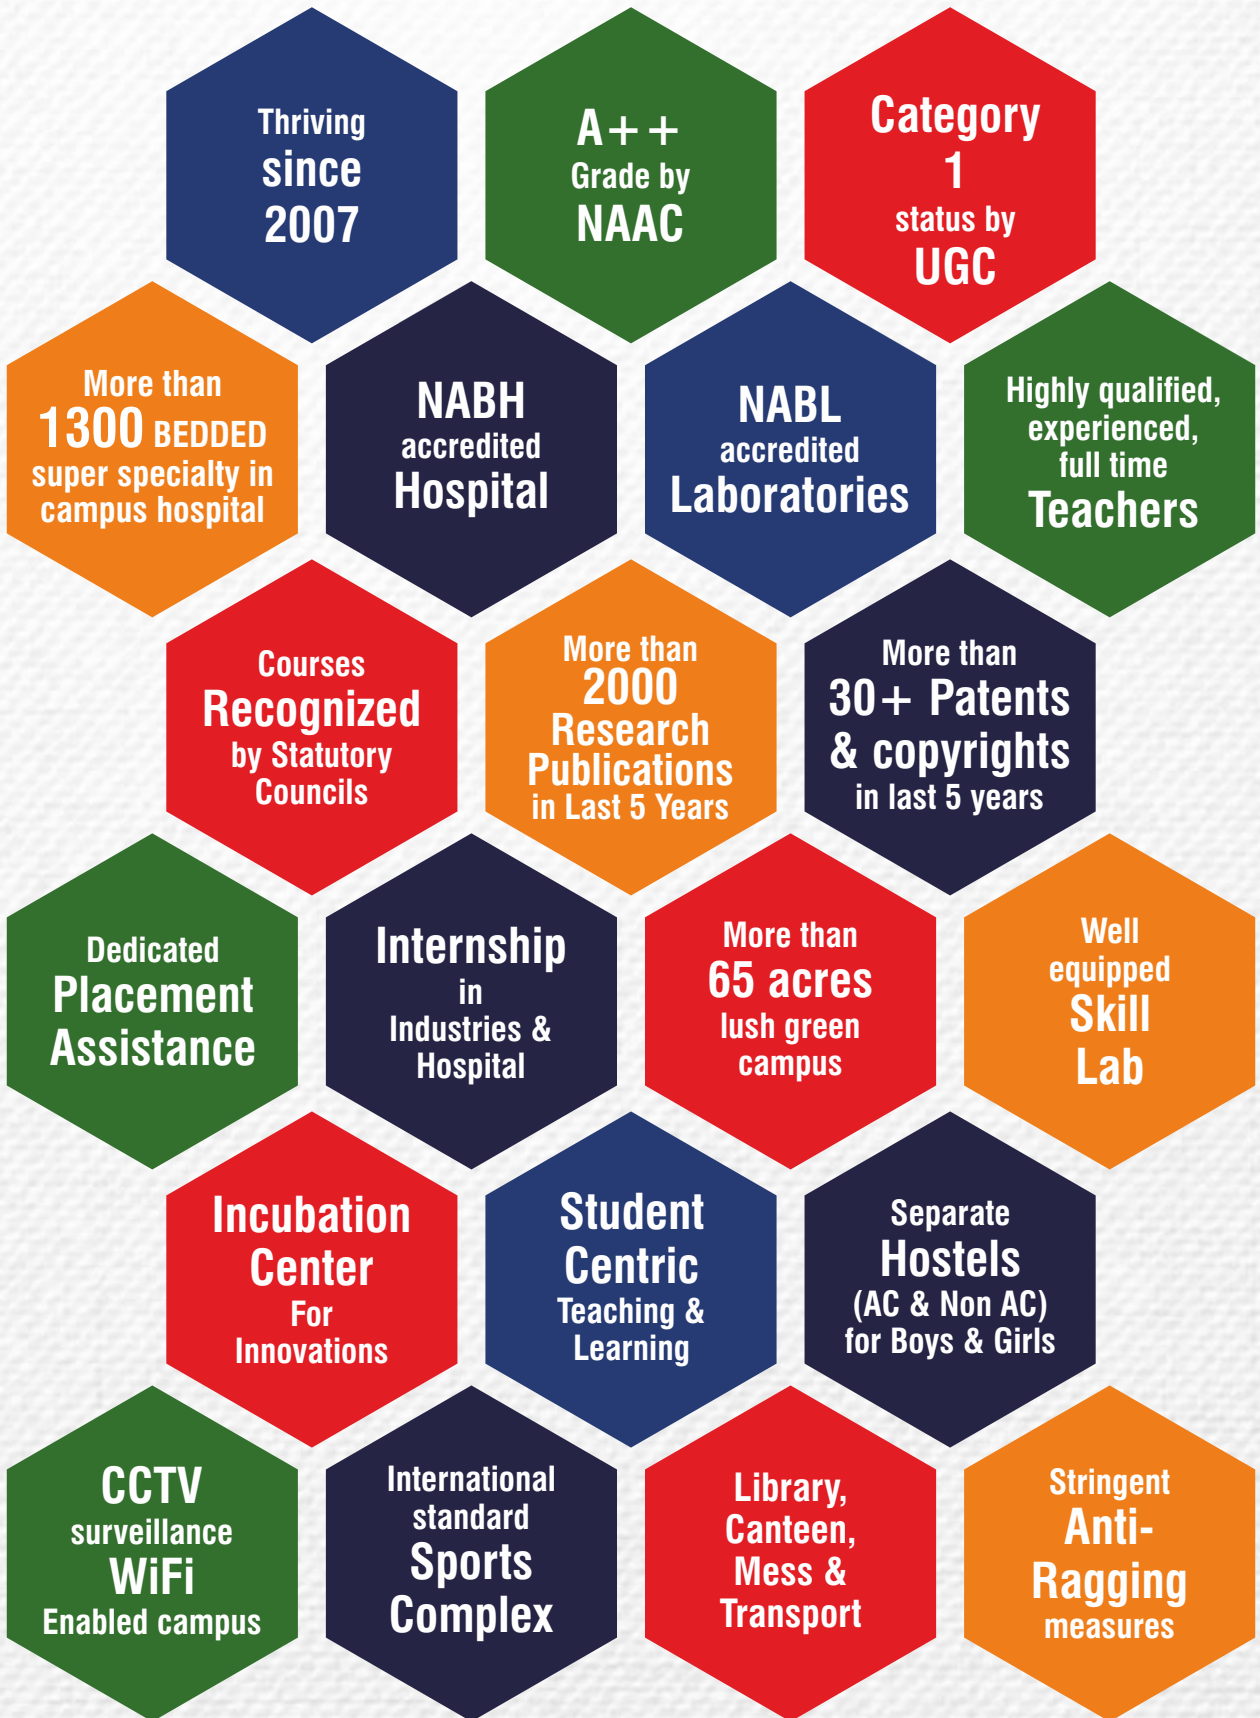 Thriving
since
2007
A++
Grade by
NAAC
Category
1
status by
UGC
More than
1300 BEDDED
super specialty in
campus hospital
NABH
accredited
Hospital
NABL
accredited
Laboratories
Highly qualified,
experienced,
full time
Teachers
Courses
Recognized
by Statutory
Councils
More than
2000
Research
Publications
in Last 5 Years
More than
30+ Patents
& copyrights
in last 5 years
Dedicated
Placement
Assistance
Internship
in
Industries &
Hospital
More than
65 acres
lush green
campus
Well
equipped
Skill
Lab
Incubation
Center
For
Innovations
Student
Centric
Teaching &
Learning
Separate
Hostels
(AC & Non AC)
for Boys & Girls
CCTV
surveillance
WiFi
Enabled campus
International
standard
Sports
Complex
Library,
Canteen,
Mess &
Transport
Stringent
Anti-
Ragging
measures